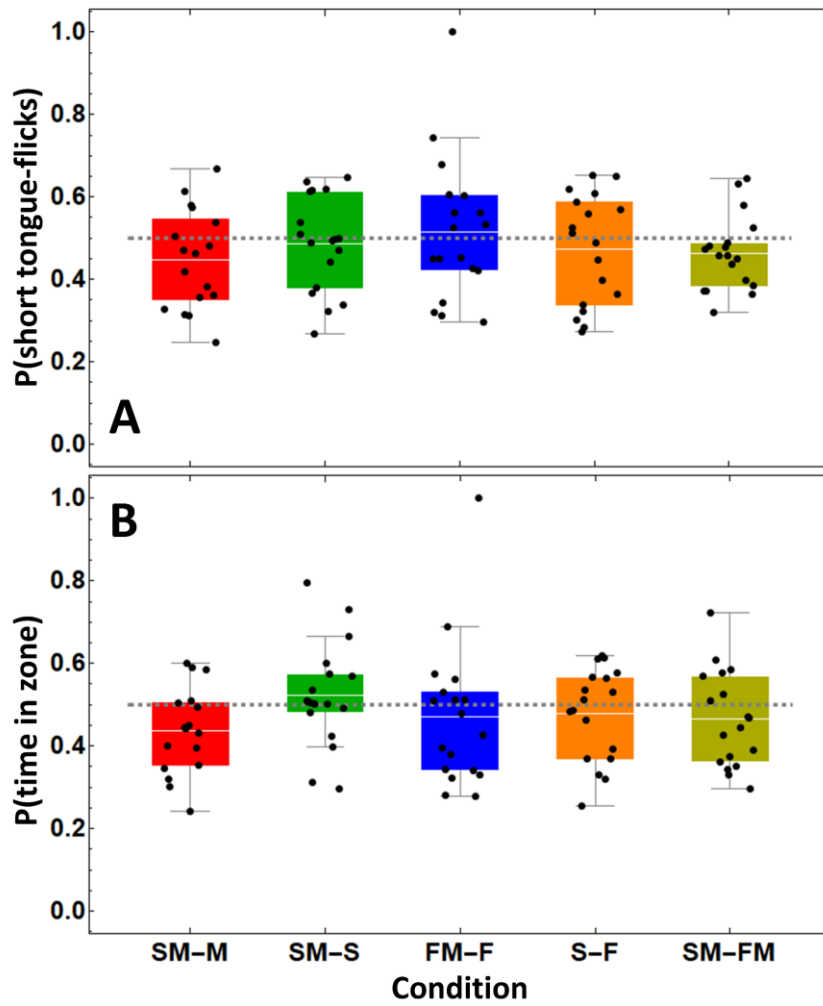 P(short tongue-flicks)
1.0
0.8
0.6
0.4
0.2
0.0
A
P(time in zone)
B
1.0
0.8
0.6
0.4
0.2
0.0
SM–M SM–S FM–F S–F SM–FM
Condition